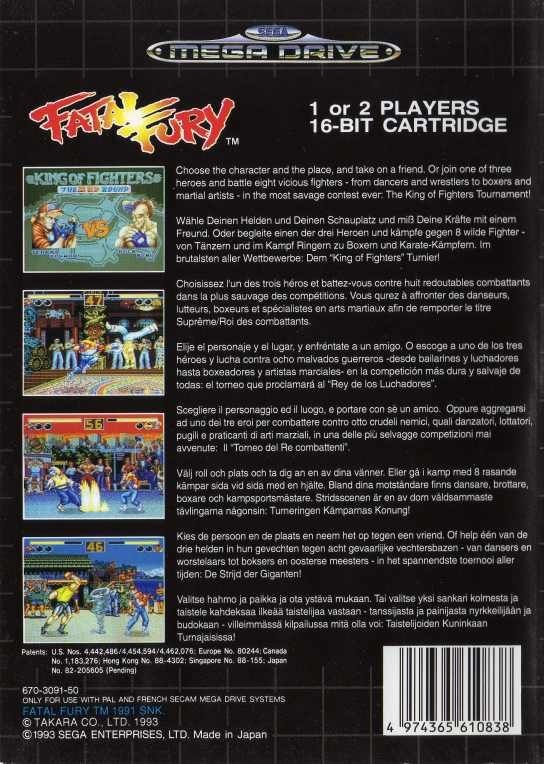 SEGA
MEGA DRIVE
FATAL FURY TM
1 or 2 PLAYERS
16-BIT CARTRIDGE
KING OF FIGHTERS
VS
Choose the character and the place, and take on a friend. Or join one of three
heroes and battle eight vicious fighters - from dancers and wrestlers to boxers and
martial artists - in the most savage contest ever: The King of Fighters Tournament!
Wähle Deinen Helden und Deinen Schauplatz und miß Deine Kräfte mit einem
Freund. Oder begleite einen der drei Heroen und kämpfe gegen 8 wilde Fighter -
von Tänzern und im Kampf Ringern zu Boxern und Karate-Kämpfern. Im
brutalsten aller Wettbewerbe: Dem "King of Fighters" Turnier!
47
Choisissez l'un des trois héros et battez-vous contre huit redoutables combattants
dans la plus sauvage des compétitions. Vous qurez à affronter des danseurs,
lutteurs, boxeurs et spécialistes en arts martiaux afin de remporter le titre
Suprême/Roi des combattants.
Elije el personaje y el lugar, y enfréntate a un amigo. O escoge a uno de los tres
héroes y lucha contra ocho malvados guerreros -desde bailarines y luchadores
hasta boxeadores y artistas marciales- en la competición más dura y salvaje de
todas: el torneo que proclamará al "Rey de los Luchadores".
56
Scegliere il personaggio ed il luogo, e portare con sè un amico. Oppure aggregarsi
ad uno dei tre eroi per combattere contro otto crudeli nemici, quali danzatori, lottatori,
pugili e praticanti di arti marziali, in una delle più selvagge competizioni mai
avvenute: Il "Torneo del Re combattenti".
Välj roll och plats och ta dig an en av dina vänner. Eller gå i kamp med 8 rasande
kämpar sida vid sida med en hjälte. Bland dina motståndare finns dansare, brottare,
boxare och kampsportsmästare. Stridsscenen är en av dom våldsammaste
tävlingarna någonsin: Turneringen Kämparnas Konung!
46
Kies de persoon en de plaats en neem het op tegen een vriend. Of help één van de
drie helden in hun gevechten tegen acht gevaarlijke vechtersbazen - van dansers en
worstelaars tot boksers en oosterse meesters - in het spannendste toernooi aller
tijden: De Strijd der Giganten!
Valitse hahmo ja paikka ja ota ystävä mukaan. Tai valitse yksi sankari kolmesta ja
taistele kahdeksaa ilkeää taistelijaa vastaan - tanssijasta ja painijasta nyrkkeilijään ja
budokaan - villeimmässä kilpailussa mitä olla voi: Taistelijoiden Kuninkaan
Turnajaisissa!
Patents: U.S. Nos. 4,442,486/4,454,594/4,462,076; Europe No. 80244; Canada
No. 1,183,276; Hong Kong No. 88-4302; Singapore No. 88-155; Japan
No. 82-205605 (Pending)
670-3091-50
ONLY FOR USE WITH PAL AND FRENCH SECAM MEGA DRIVE SYSTEMS
FATAL FURY TM 1991 SNK.
© TAKARA CO., LTD. 1993
©1993 SEGA ENTERPRISES, LTD. Made in Japan
4 974365 610838